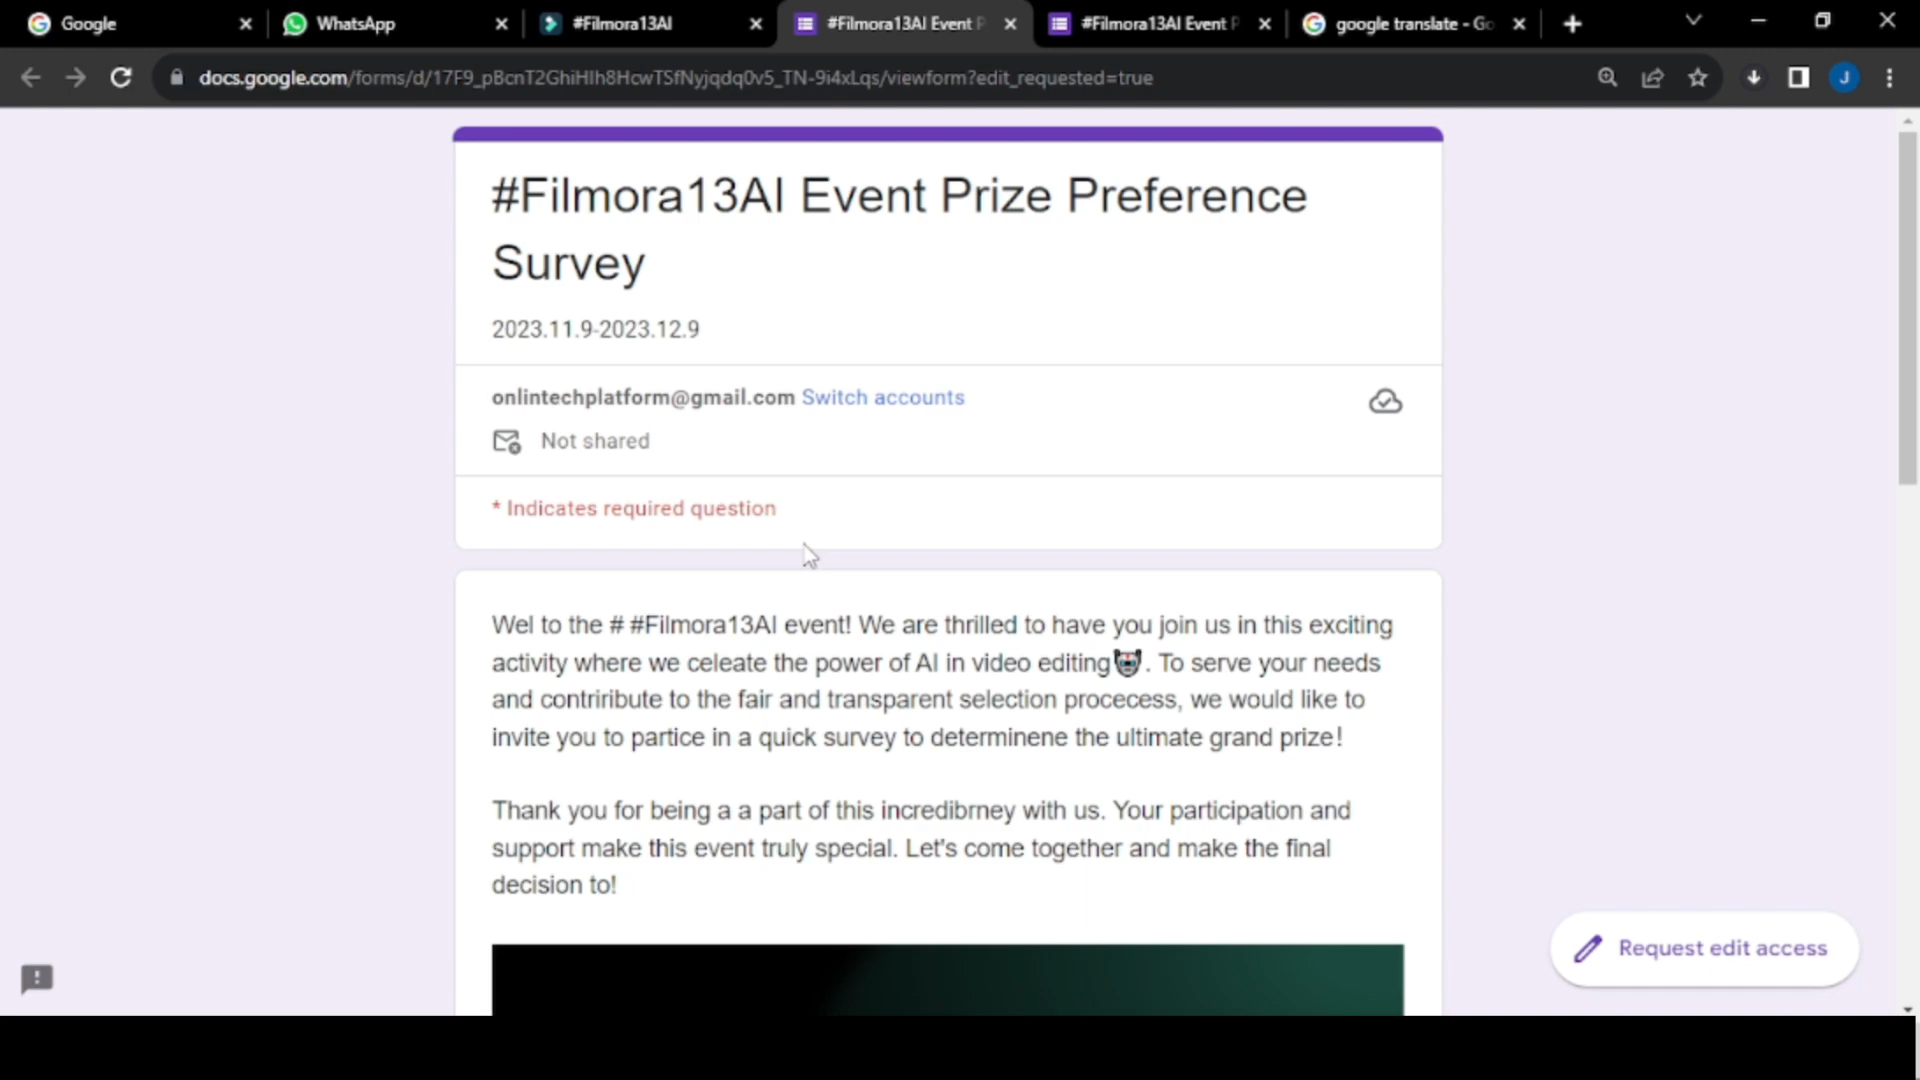 Google
WhatsApp
#Filmora13AI
#Filmora13AI Event P
#Filmora13AI Event P
google translate - Go
docs.google.com/forms/d/17F9_pBcnT2GhiHIh8HcwTSfNyjqdq0v5_TN-9i4xLqs/viewform?edit_requested=true
J
#Filmora13AI Event Prize Preference
Survey
2023.11.9-2023.12.9
onlintechplatform@gmail.com Switch accounts
Not shared
* Indicates required question
Wel to the # #Filmora13AI event! We are thrilled to have you join us in this exciting
activity where we celeate the power of AI in video editing🤖. To serve your needs
and contriribute to the fair and transparent selection procecess, we would like to
invite you to partice in a quick survey to determinene the ultimate grand prize!
Thank you for being a a part of this incredibrney with us. Your participation and
support make this event truly special. Let's come together and make the final
decision to!
Request edit access